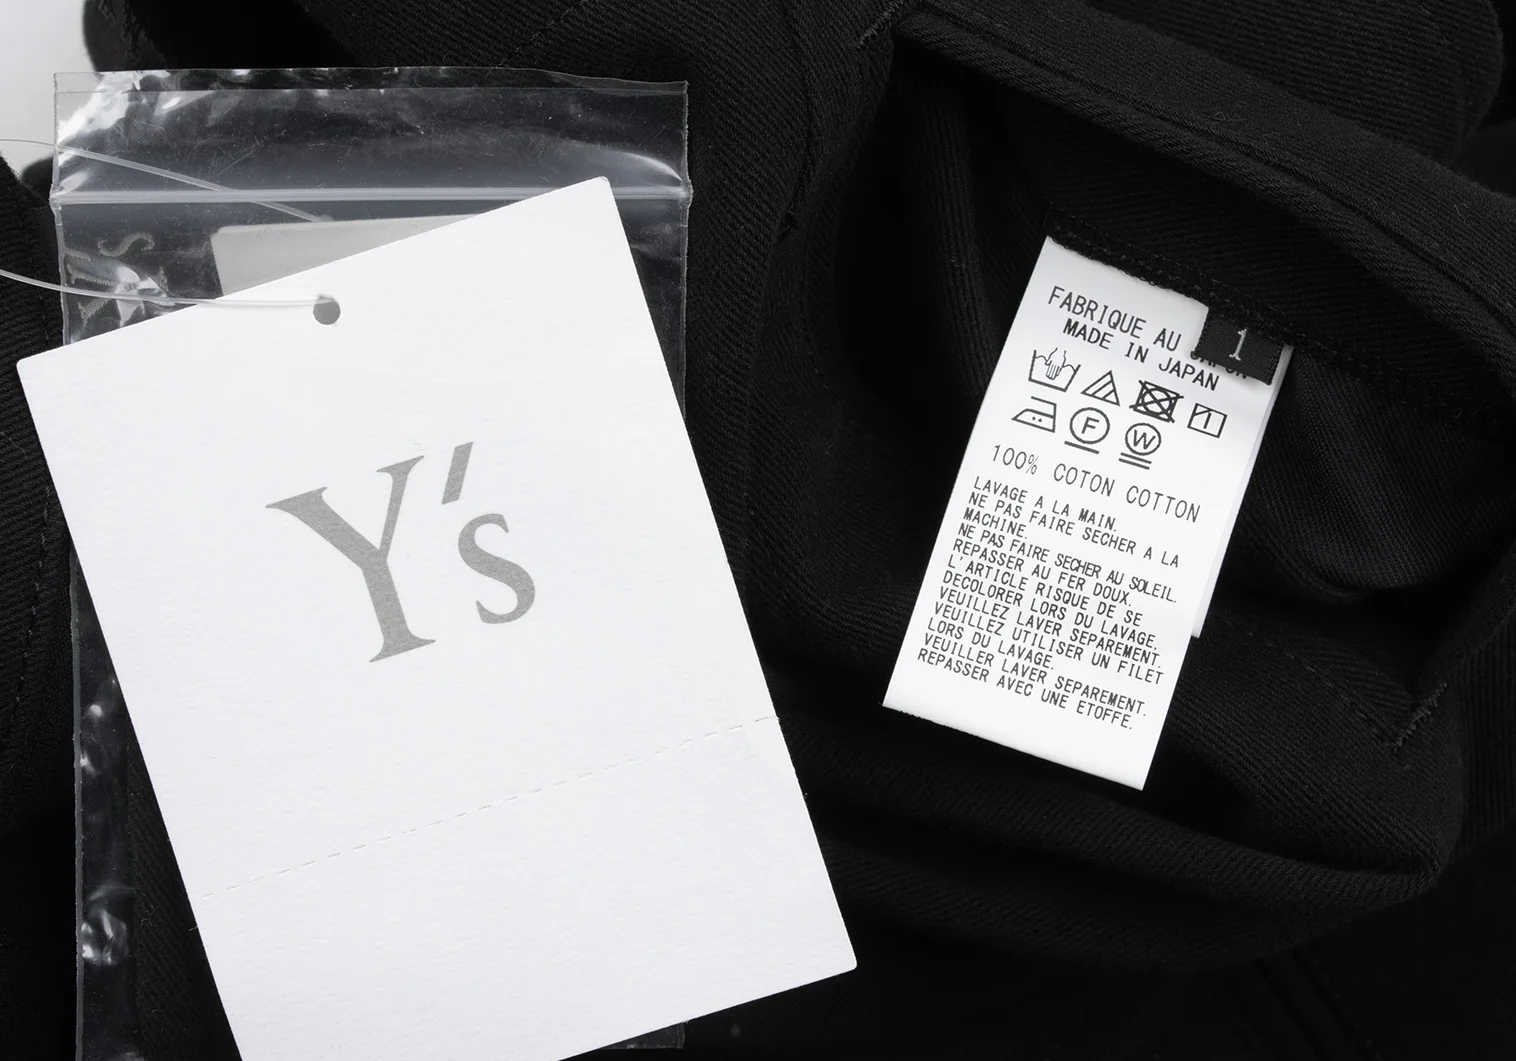 Y's
FABRIQUE AU
MADE IN JAPAN
1
F
W
100% COTON COTTON
LAVAGE A LA MAIN.
NE PAS FAIRE SECHER A LA
MACHINE.
NE PAS FAIRE SECHER AU SOLEIL.
REPASSER AU FER DOUX.
L'ARTICLE RISQUE DE SE
DECOLORER LORS DU LAVAGE.
VEUILLEZ LAVER SEPAREMENT.
VEUILLEZ UTILISER UN FILET
LORS DU LAVAGE.
VEUILLER LAVER SEPAREMENT.
REPASSER AVEC UNE ETOFFE.